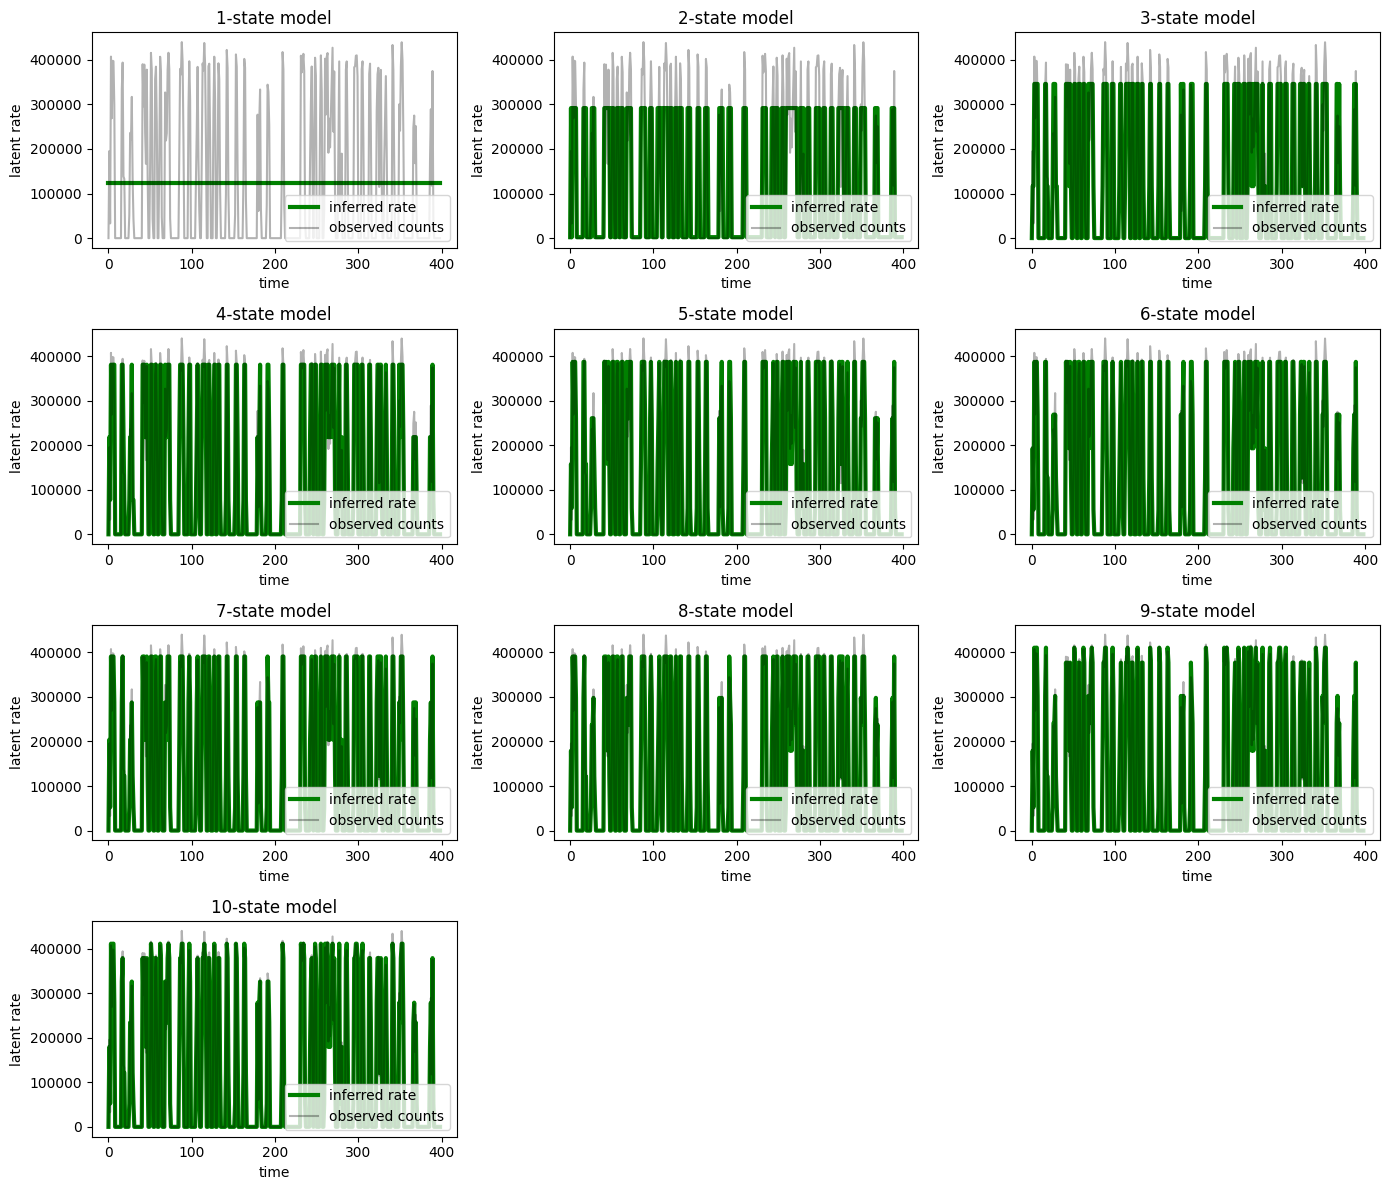 1-state model
2-state model
3-state model
latent rate
400000
300000
200000
100000
0
inferred rate
observed counts
0 100 200 300 400
time
latent rate
400000
300000
200000
100000
0
inferred rate
observed counts
0 100 200 300 400
time
latent rate
400000
300000
200000
100000
0
inferred rate
observed counts
0 100 200 300 400
time
4-state model
5-state model
6-state model
latent rate
400000
300000
200000
100000
0
inferred rate
observed counts
0 100 200 300 400
time
latent rate
400000
300000
200000
100000
0
inferred rate
observed counts
0 100 200 300 400
time
latent rate
400000
300000
200000
100000
0
inferred rate
observed counts
0 100 200 300 400
time
7-state model
8-state model
9-state model
latent rate
400000
300000
200000
100000
0
inferred rate
observed counts
0 100 200 300 400
time
latent rate
400000
300000
200000
100000
0
inferred rate
observed counts
0 100 200 300 400
time
latent rate
400000
300000
200000
100000
0
inferred rate
observed counts
0 100 200 300 400
time
10-state model
latent rate
400000
300000
200000
100000
0
inferred rate
observed counts
0 100 200 300 400
time